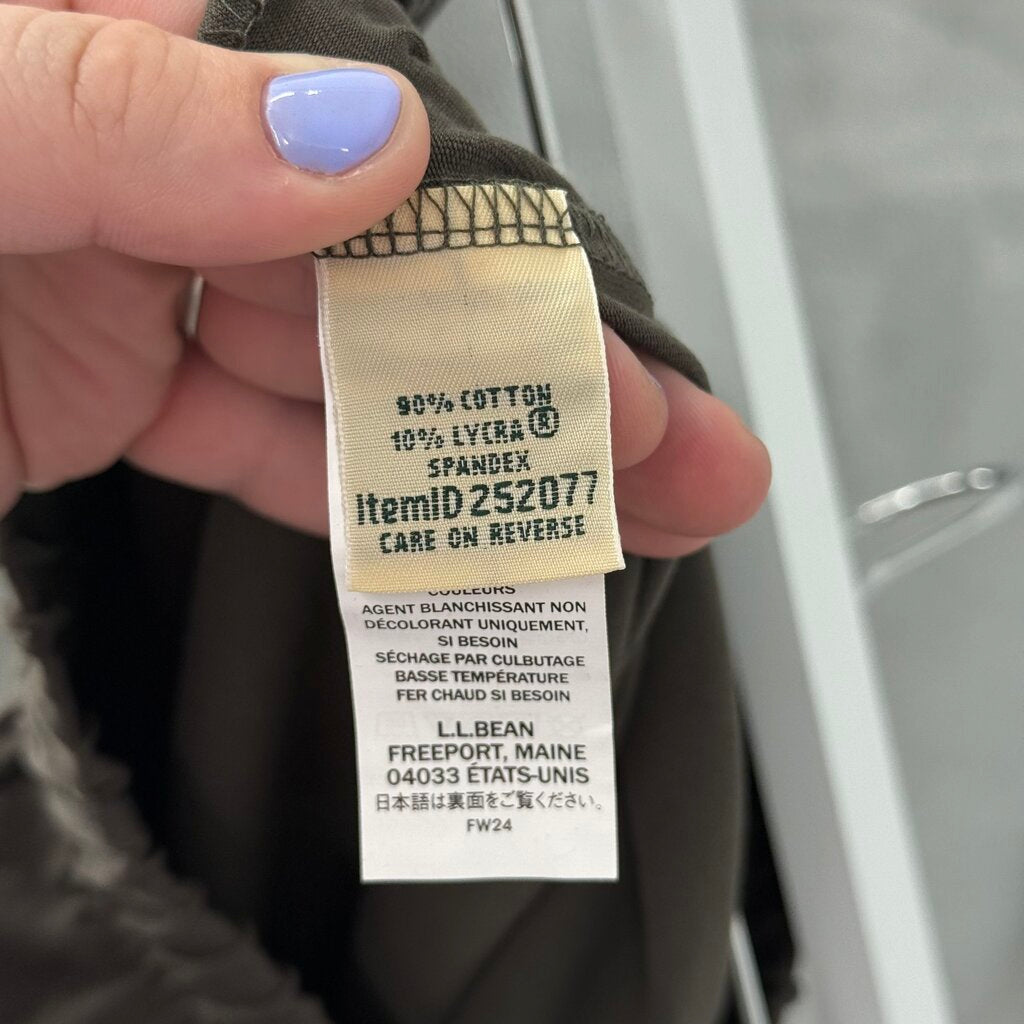 90% COTTON
10% LYCRA®
SPANDEX
ItemID 252077
CARE ON REVERSE
COULEURS
AGENT BLANCHISSANT NON
DÉCOLORANT UNIQUEMENT,
SI BESOIN
SÉCHAGE PAR CULBUTAGE
BASSE TEMPÉRATURE
FER CHAUD SI BESOIN
L.L.BEAN
FREEPORT, MAINE
04033 ÉTATS-UNIS
日本語は裏面をご覧ください。
FW24